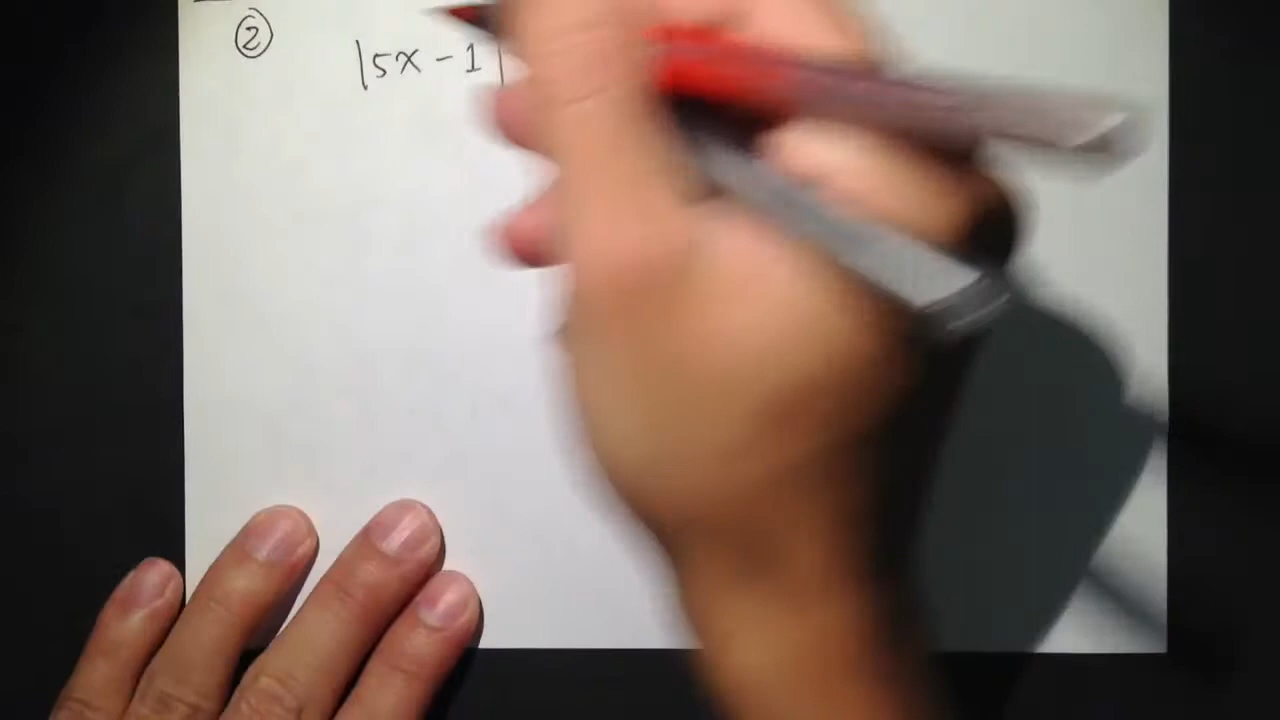 ② |5x - 1|